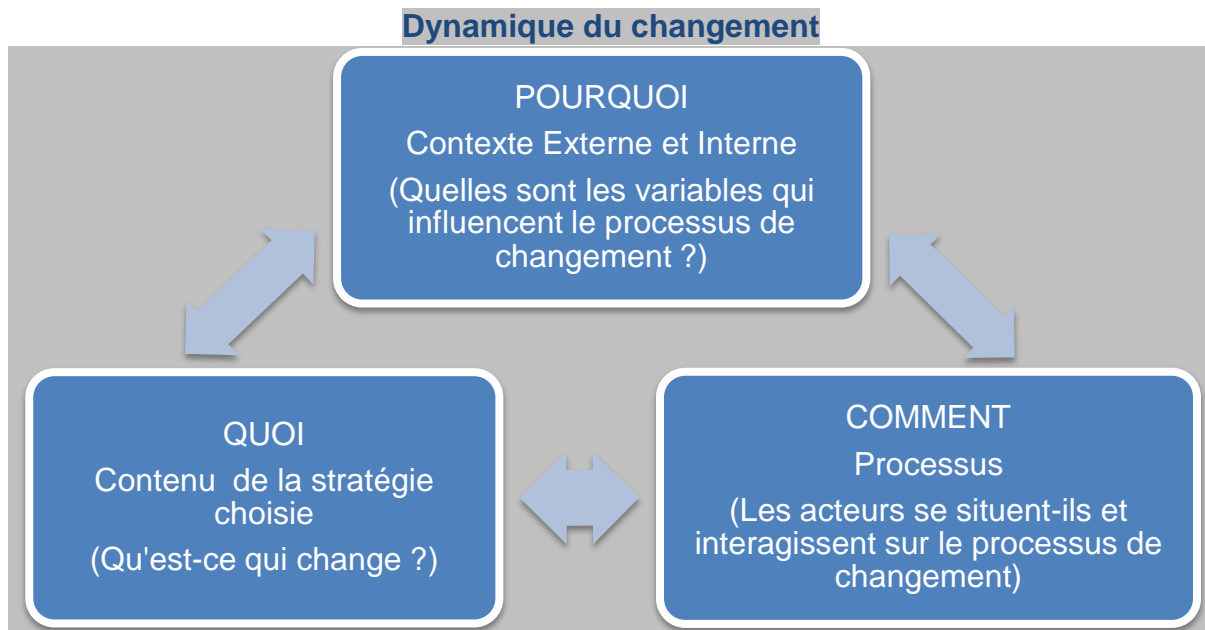 Dynamique du changement
POURQUOI
Contexte Externe et Interne
(Quelles sont les variables qui
influencent le processus de
changement ?)
QUOI
Contenu  de la stratégie
choisie
(Qu'est-ce qui change ?)
COMMENT
Processus
(Les acteurs se situent-ils et
interagissent sur le processus de
changement)